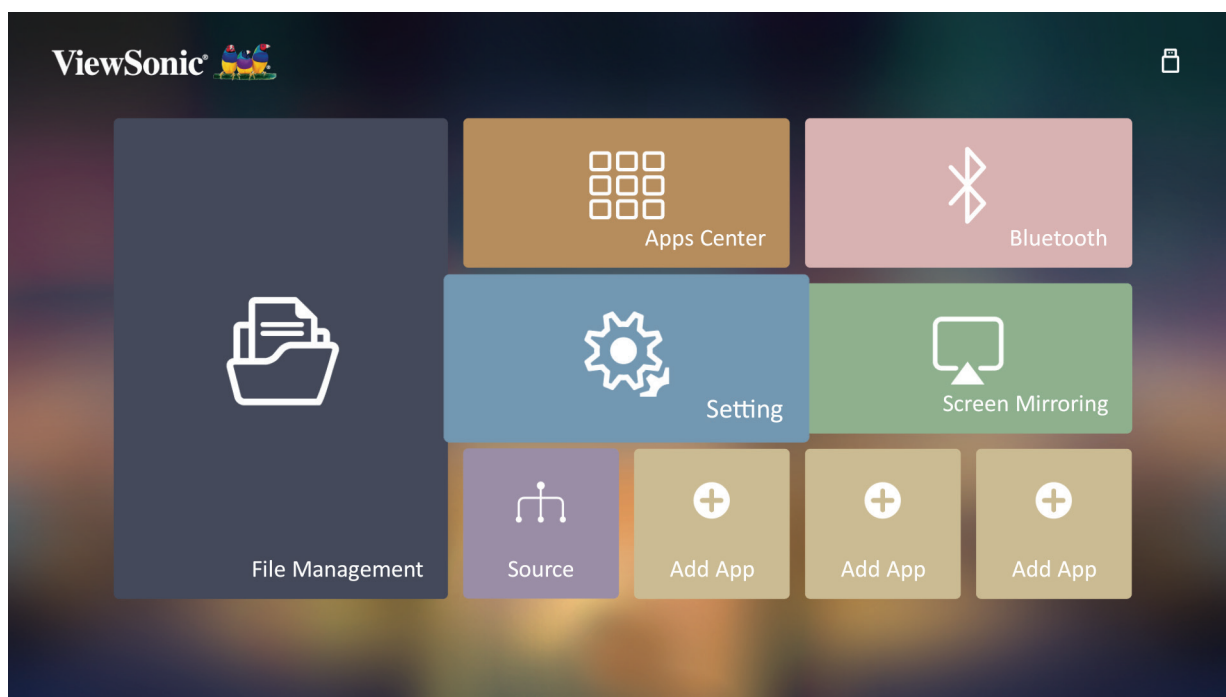 ViewSonic®
Apps Center
Bluetooth
Setting
Screen Mirroring
File Management
Source
Add App
Add App
Add App